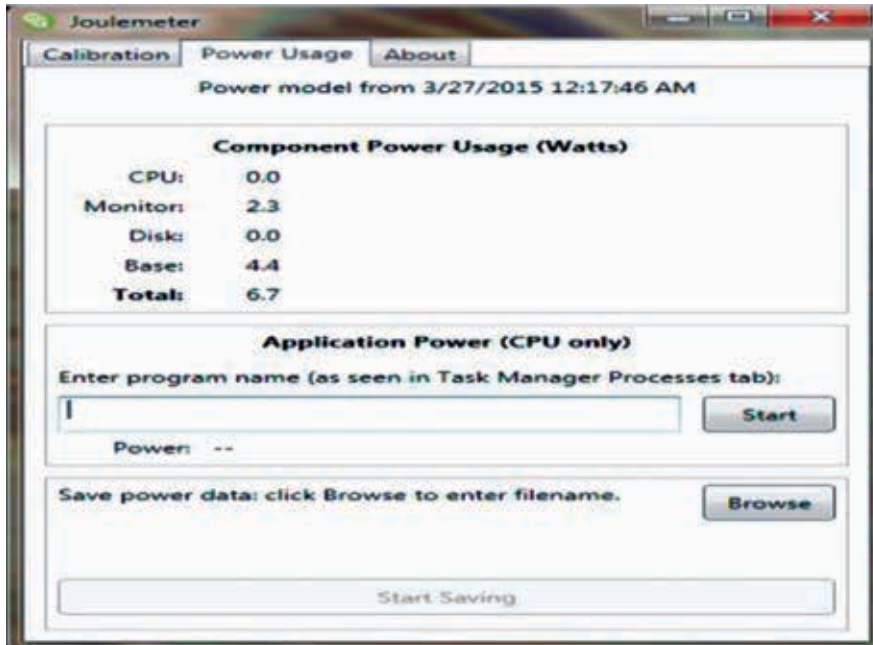 Joulemeter
Calibration Power Usage About
Power model from 3/27/2015 12:17:46 AM
Component Power Usage (Watts)
CPU: 0.0
Monitor: 2.3
Disk: 0.0
Base: 4.4
Total: 6.7
Application Power (CPU only)
Enter program name (as seen in Task Manager Processes tab):
Start
Power: --
Save power data: click Browse to enter filename.
Browse
Start Saving